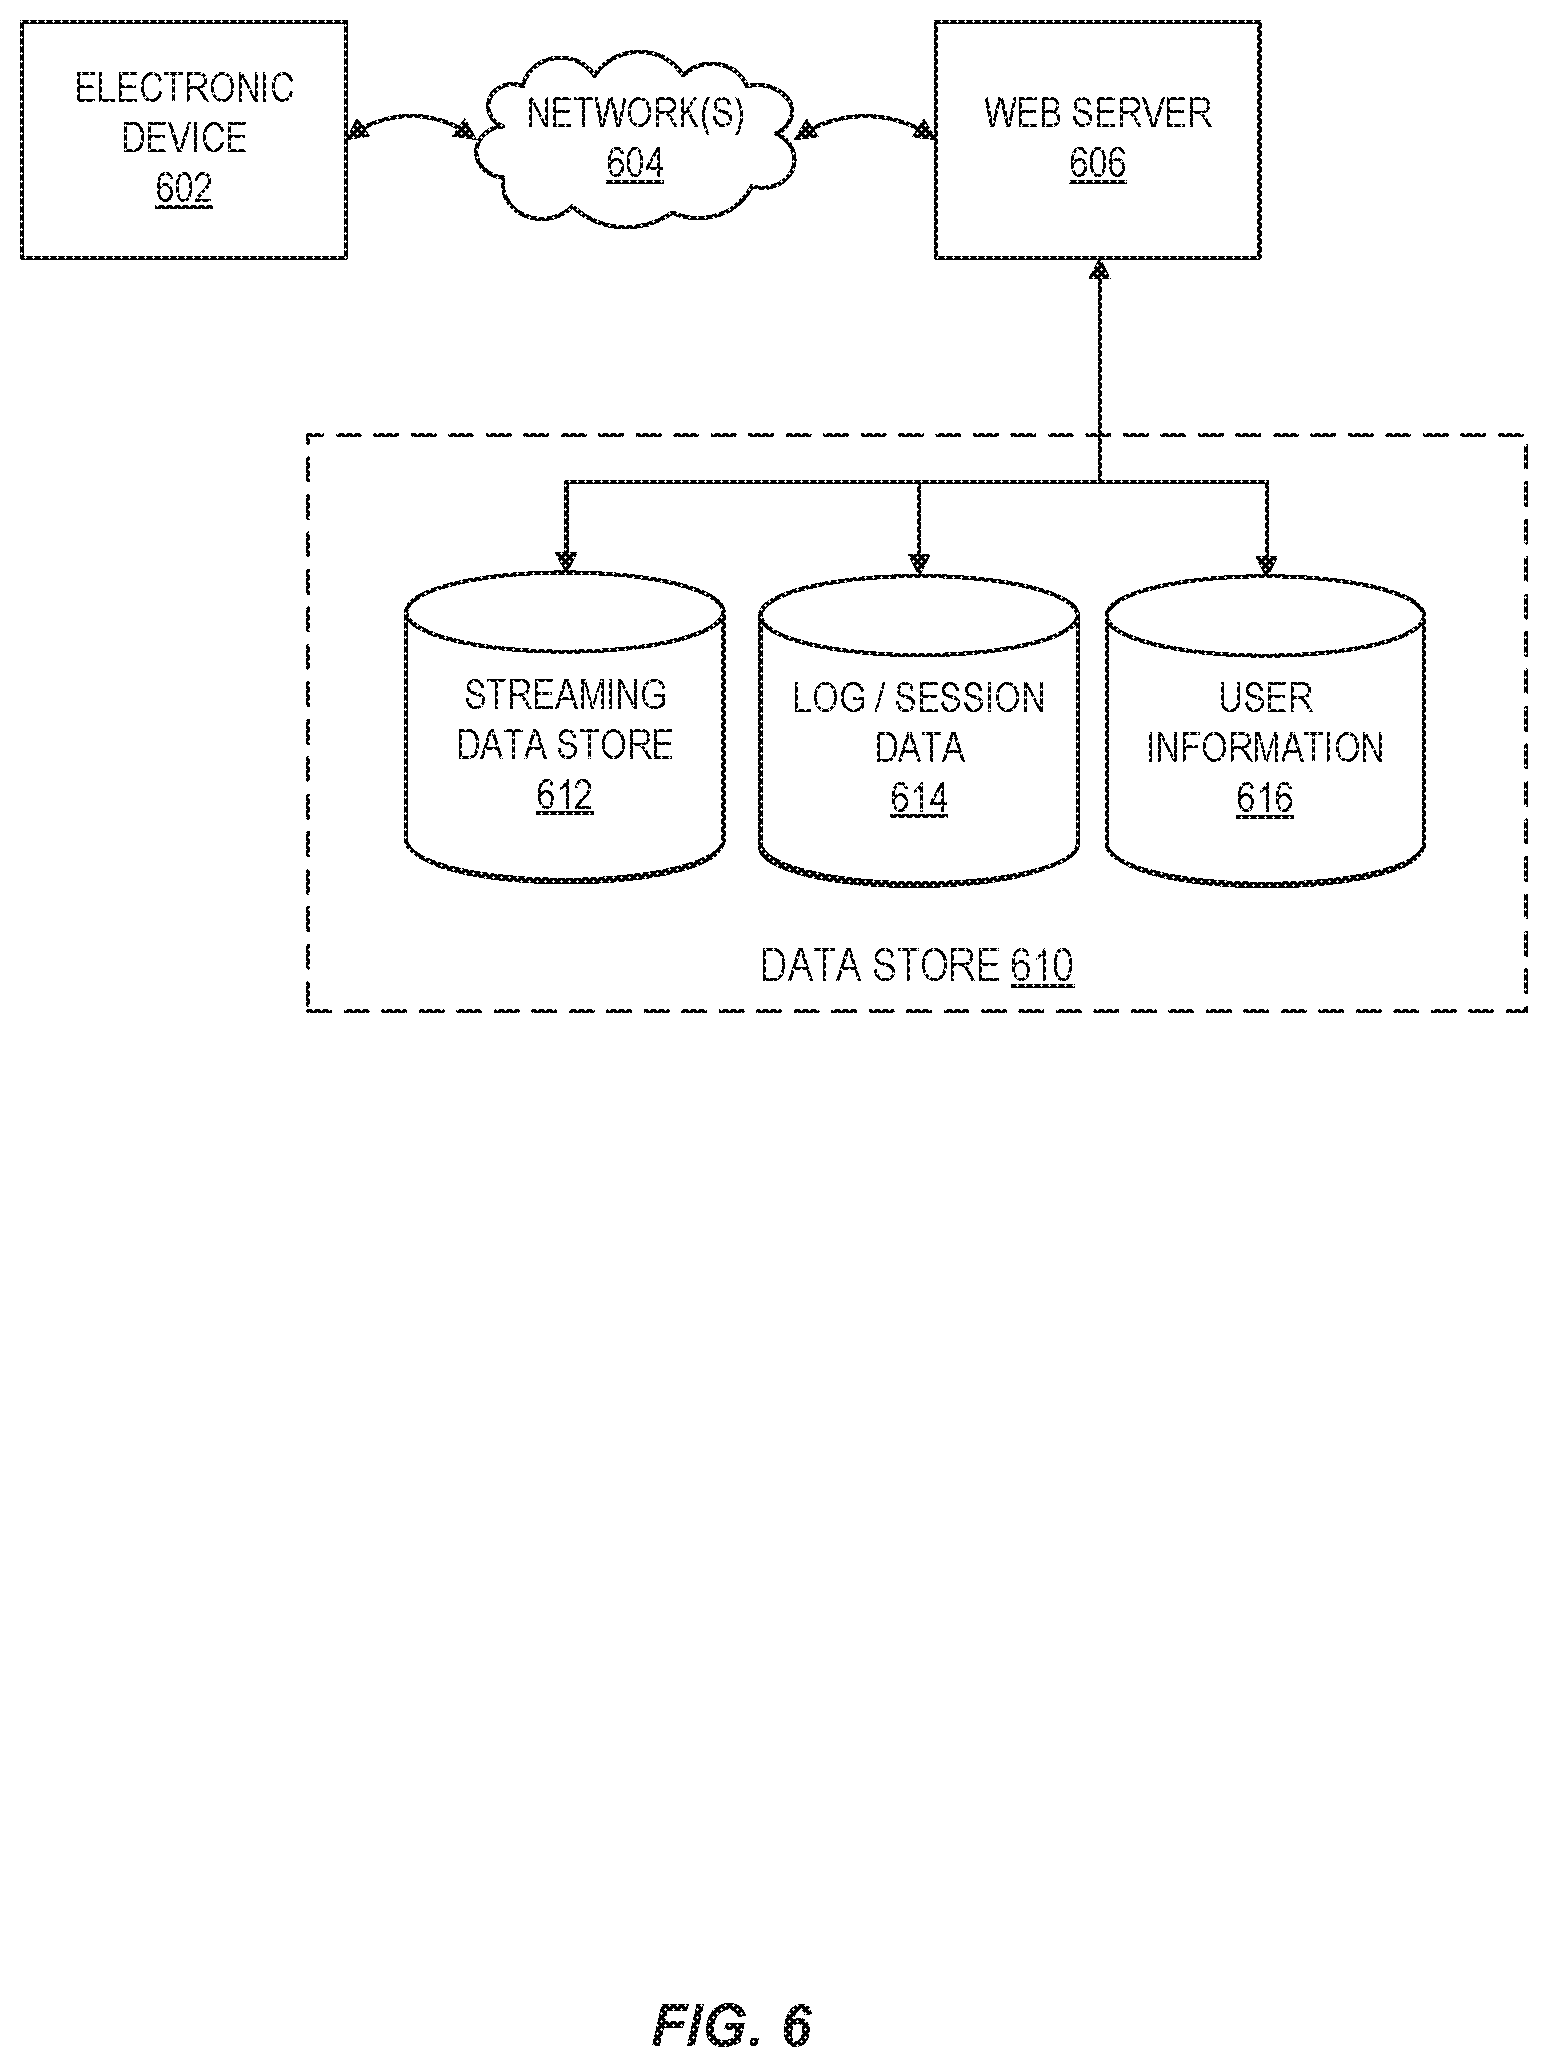 ELECTRONIC
DEVICE
602
NETWORK(S)
604
WEB SERVER
606
STREAMING
DATA STORE
612
LOG / SESSION
DATA
614
USER
INFORMATION
616
DATA STORE 610
FIG. 6